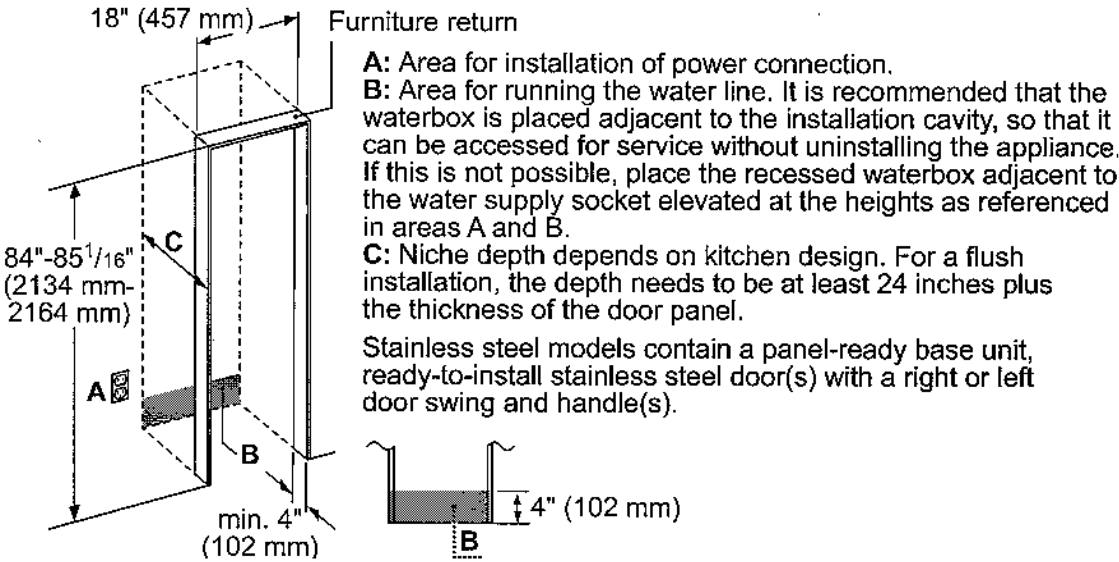 18" (457 mm)
Furniture return
A: Area for installation of power connection.
B: Area for running the water line. It is recommended that the
waterbox is placed adjacent to the installation cavity, so that it
can be accessed for service without uninstalling the appliance.
If this is not possible, place the recessed waterbox adjacent to
the water supply socket elevated at the heights as referenced
in areas A and B.
C: Niche depth depends on kitchen design. For a flush
installation, the depth needs to be at least 24 inches plus
the thickness of the door panel.
Stainless steel models contain a panel-ready base unit,
ready-to-install stainless steel door(s) with a right or left
door swing and handle(s).
C
84"-85 1/16"
(2134 mm-
2164 mm)
A
B
min. 4"
(102 mm)
4" (102 mm)
B